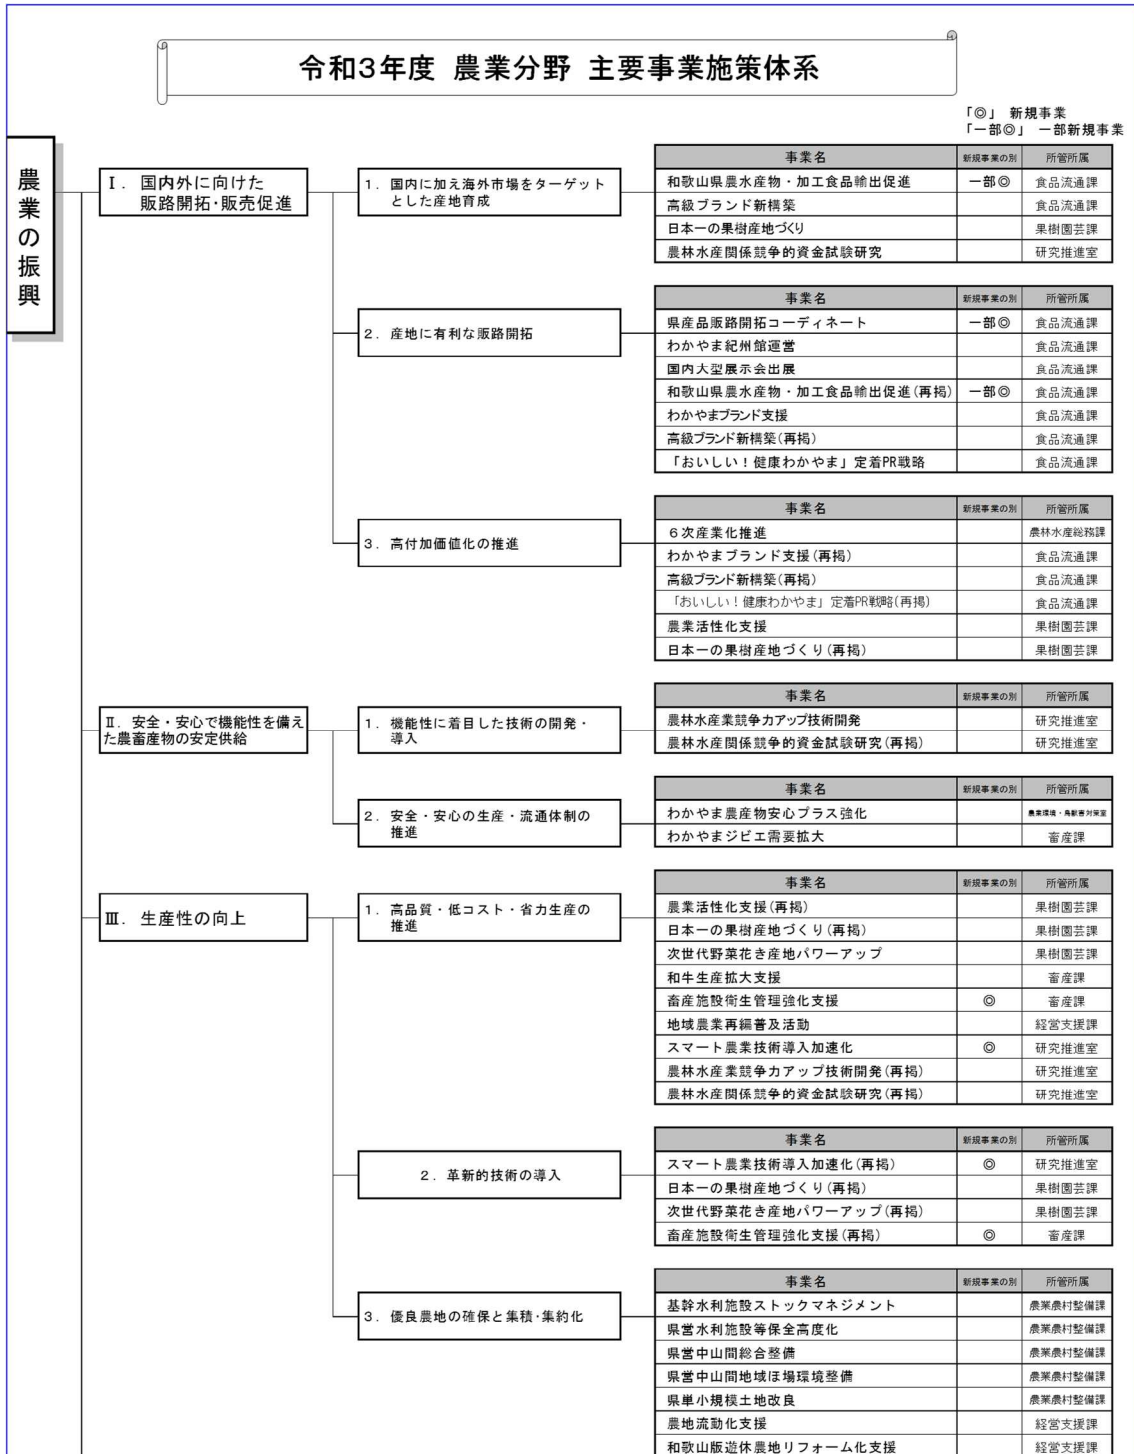 令和3年度 農業分野 主要事業施策体系
「◎」 新規事業
「一部◎」 一部新規事業
農業の振興
Ⅰ. 国内外に向けた
販路開拓・販売促進
1. 国内に加え海外市場をターゲット
とした産地育成
事業名 新規事業の別 所管所属
和歌山県農水産物・加工食品輸出促進 一部◎ 食品流通課
高級ブランド新構築 食品流通課
日本一の果樹産地づくり 果樹園芸課
農林水産関係競争的資金試験研究 研究推進室
2. 産地に有利な販路開拓
事業名 新規事業の別 所管所属
県産品販路開拓コーディネート 一部◎ 食品流通課
わかやま紀州館運営 食品流通課
国内大型展示会出展 食品流通課
和歌山県農水産物・加工食品輸出促進(再掲) 一部◎ 食品流通課
わかやまブランド支援 食品流通課
高級ブランド新構築(再掲) 食品流通課
「おいしい!健康わかやま」定着PR戦略 食品流通課
3. 高付加価値化の推進
事業名 新規事業の別 所管所属
6次産業化推進 農林水産総務課
わかやまブランド支援(再掲) 食品流通課
高級ブランド新構築(再掲) 食品流通課
「おいしい!健康わかやま」定着PR戦略(再掲) 食品流通課
農業活性化支援 果樹園芸課
日本一の果樹産地づくり(再掲) 果樹園芸課
Ⅱ. 安全・安心で機能性を備え
た農畜産物の安定供給
1. 機能性に着目した技術の開発・
導入
事業名 新規事業の別 所管所属
農林水産業競争力アップ技術開発 研究推進室
農林水産関係競争的資金試験研究(再掲) 研究推進室
2. 安全・安心の生産・流通体制の
推進
事業名 新規事業の別 所管所属
わかやま農産物安心プラス強化 農業環境・鳥獣害対策室
わかやまジビエ需要拡大 畜産課
Ⅲ. 生産性の向上
1. 高品質・低コスト・省力生産の
推進
事業名 新規事業の別 所管所属
農業活性化支援(再掲) 果樹園芸課
日本一の果樹産地づくり(再掲) 果樹園芸課
次世代野菜花き産地パワーアップ 果樹園芸課
和牛生産拡大支援 畜産課
畜産施設衛生管理強化支援 ◎ 畜産課
地域農業再編普及活動 経営支援課
スマート農業技術導入加速化 ◎ 研究推進室
農林水産業競争力アップ技術開発(再掲) 研究推進室
農林水産関係競争的資金試験研究(再掲) 研究推進室
2. 革新的技術の導入
事業名 新規事業の別 所管所属
スマート農業技術導入加速化(再掲) ◎ 研究推進室
日本一の果樹産地づくり(再掲) 果樹園芸課
次世代野菜花き産地パワーアップ(再掲) 果樹園芸課
畜産施設衛生管理強化支援(再掲) ◎ 畜産課
3. 優良農地の確保と集積・集約化
事業名 新規事業の別 所管所属
基幹水利施設ストックマネジメント 農業農村整備課
県営水利施設等保全高度化 農業農村整備課
県営中山間総合整備 農業農村整備課
県営中山間地域ほ場環境整備 農業農村整備課
県単小規模土地改良 農業農村整備課
農地流動化支援 経営支援課
和歌山版遊休農地リフォーム化支援 経営支援課